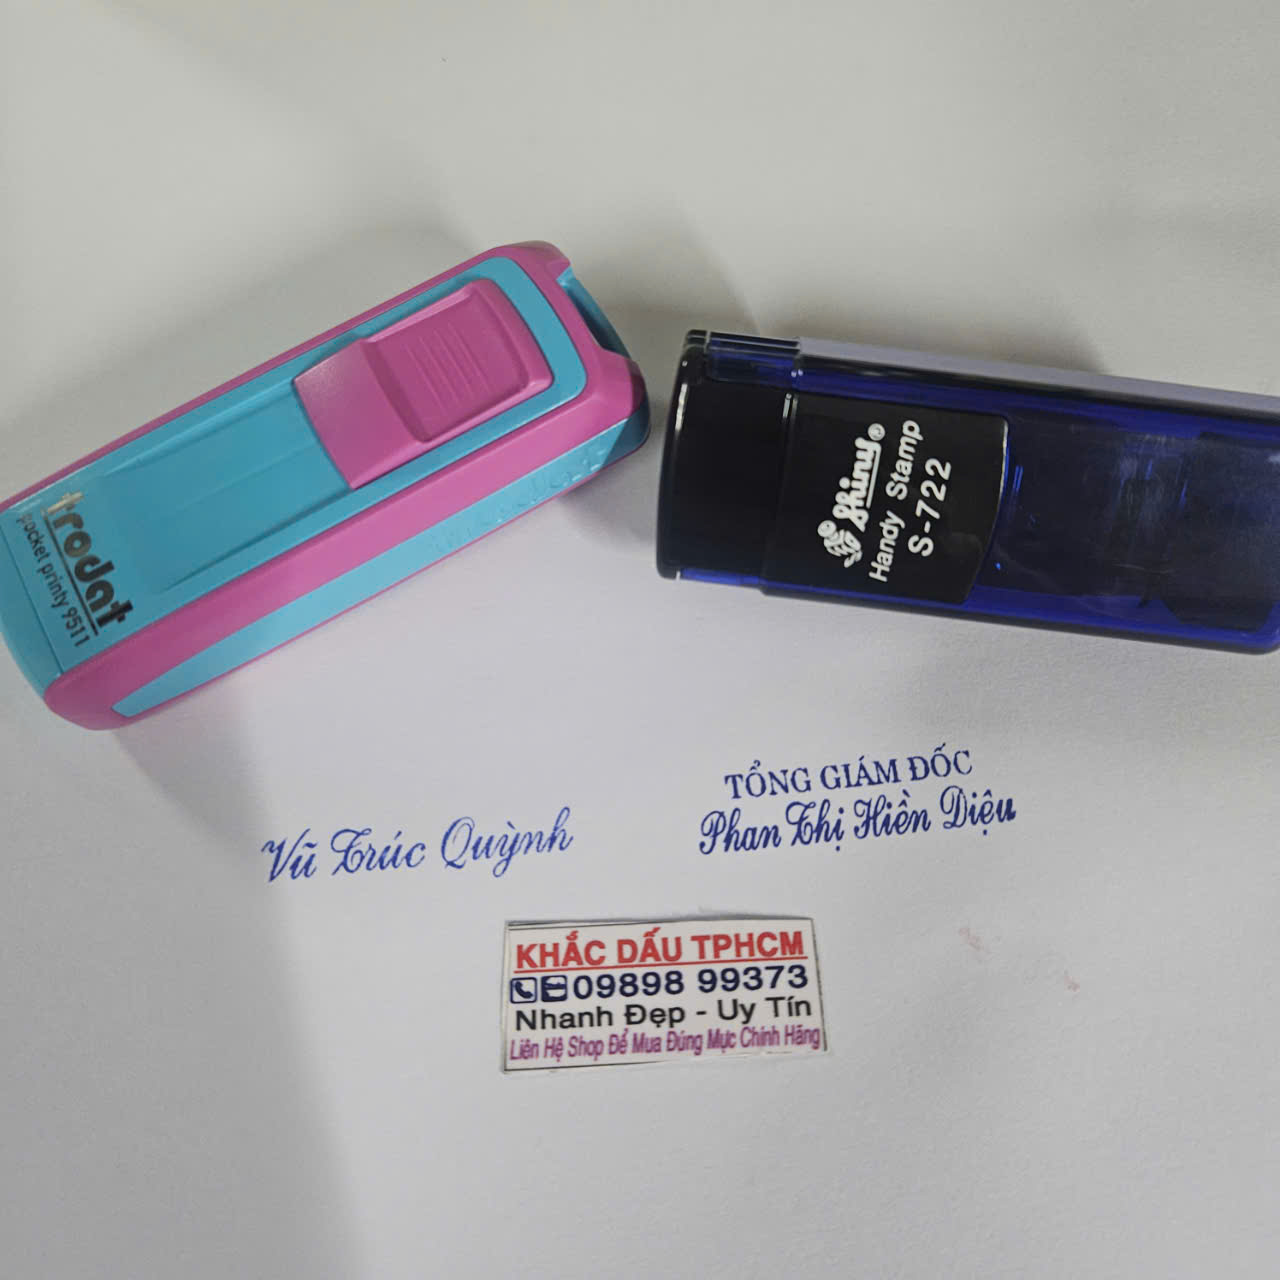 trodat
pocket printy 9511
Shiny
Handy Stamp
S-722
TỔNG GIÁM ĐỐC
Phan Thị Hiền Diệu
Vũ Trúc Quỳnh
KHẮC DẤU TPHCM
09898 99373
Nhanh Đẹp - Uy Tín
Liên Hệ Shop Để Mua Đúng Mực Chính Hãng